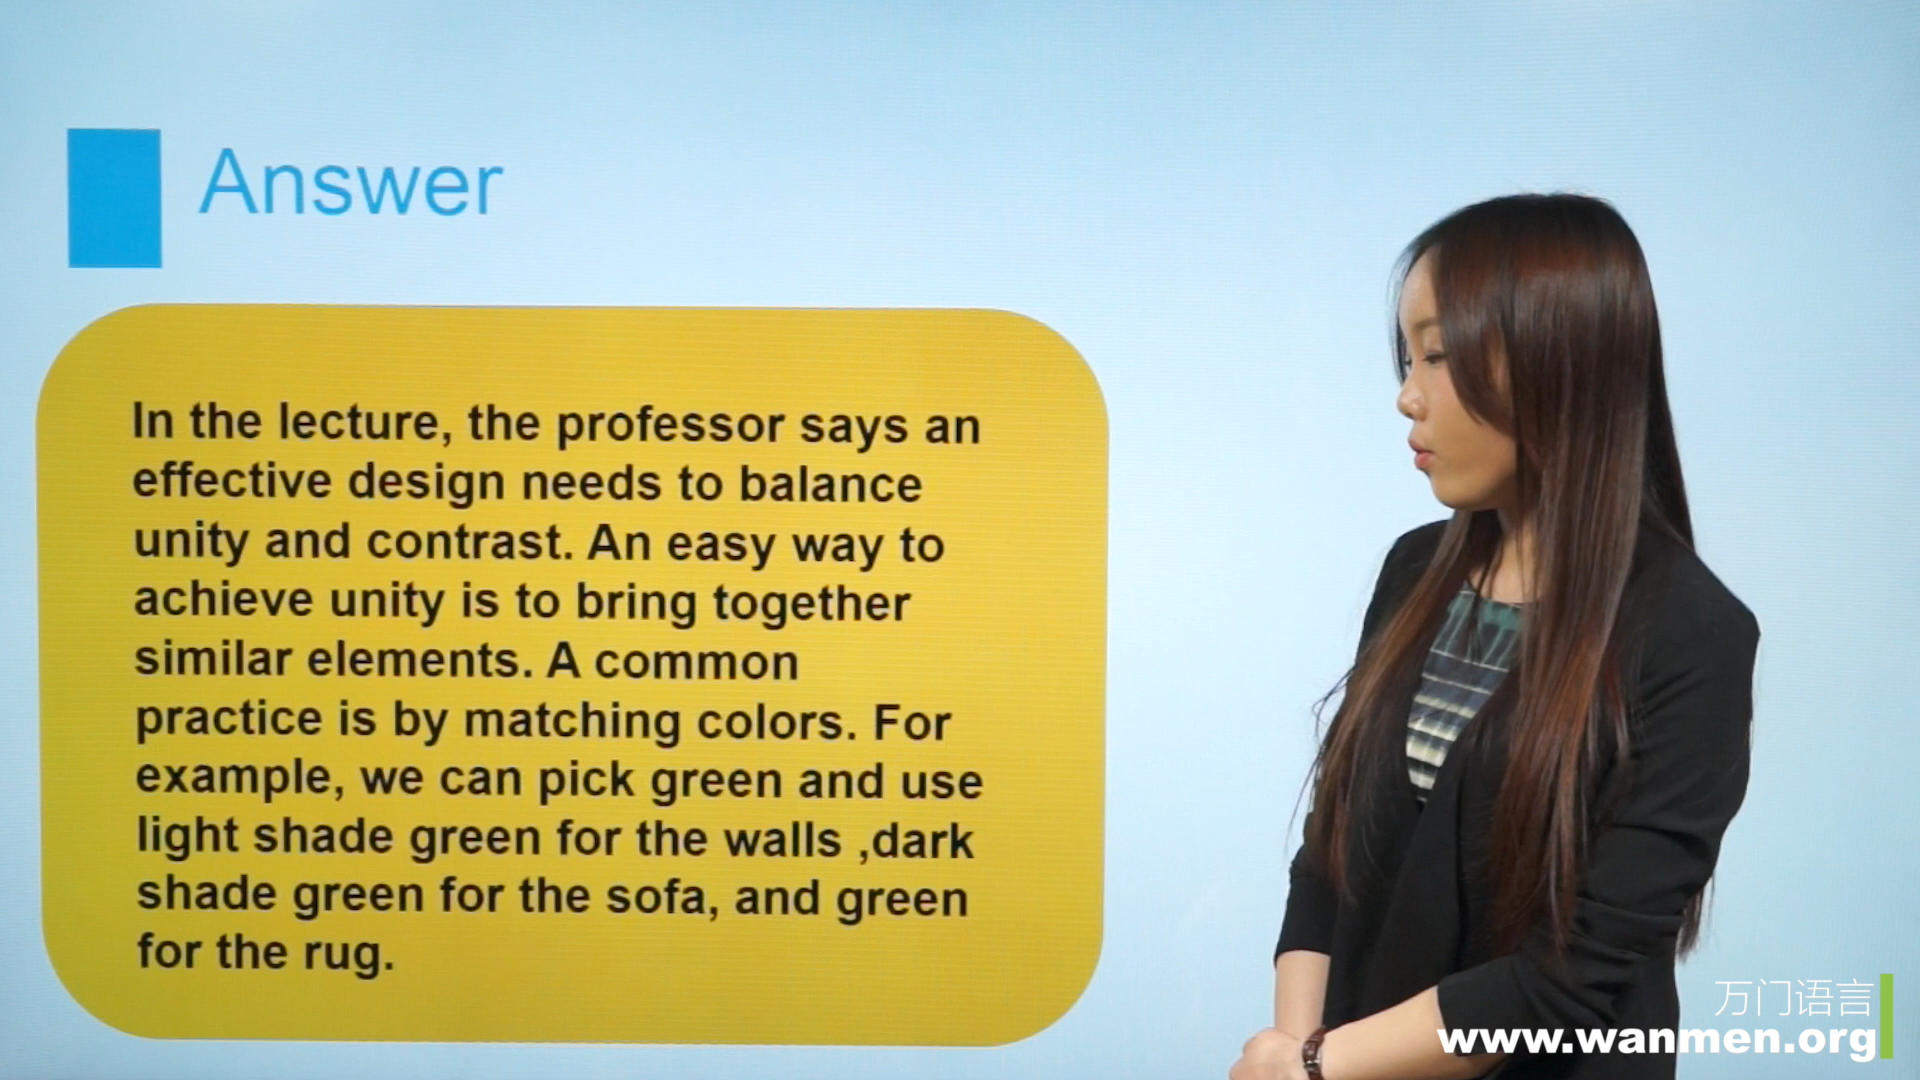 Answer
In the lecture, the professor says an
effective design needs to balance
unity and contrast. An easy way to
achieve unity is to bring together
similar elements. A common
practice is by matching colors. For
example, we can pick green and use
light shade green for the walls ,dark
shade green for the sofa, and green
for the rug.
万门语言
www.wanmen.org